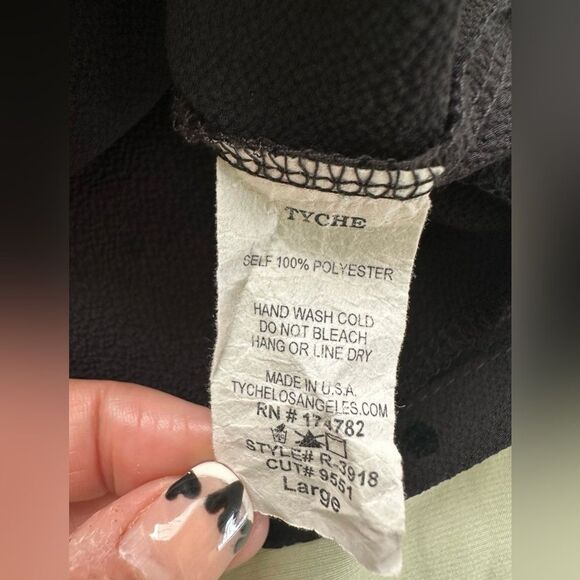 TYCHE
SELF 100% POLYESTER
HAND WASH COLD
DO NOT BLEACH
HANG OR LINE DRY
MADE IN U.S.A.
TYCHELOSANGELES.COM
RN # 174782
STYLE# R-3918
CUT# 9551
Large